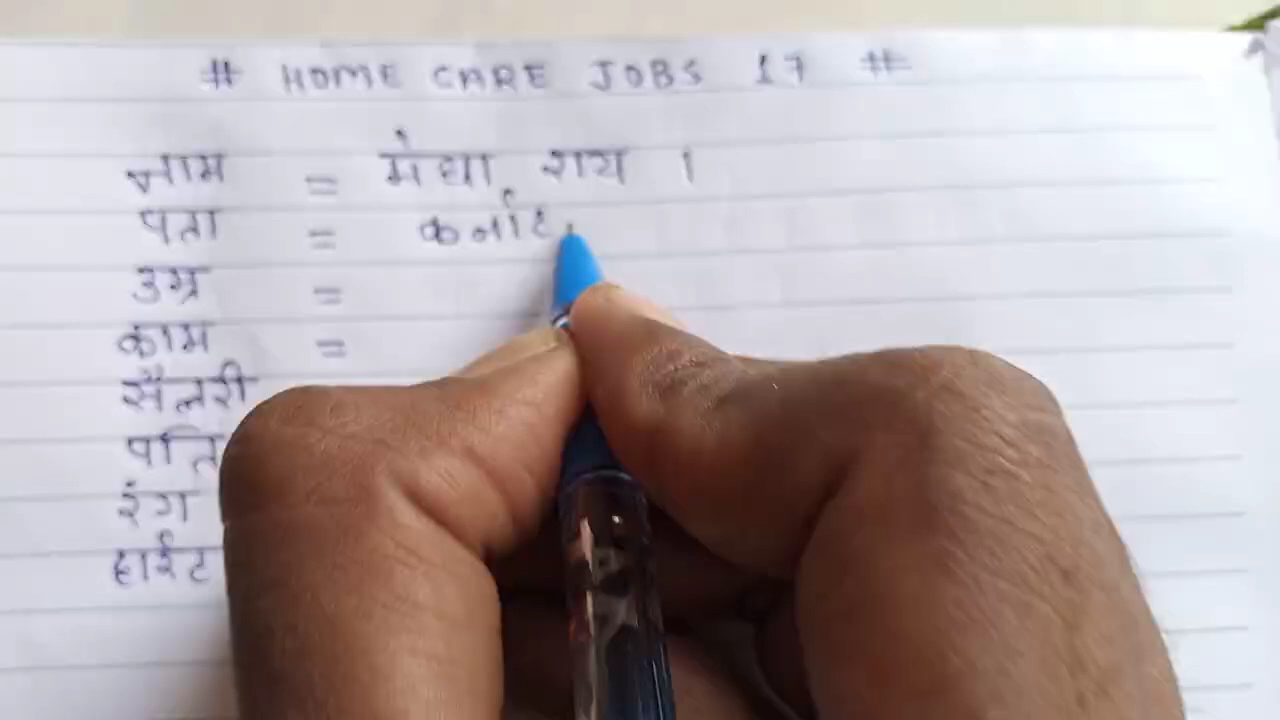 # HOME CARE JOBS 17 #
नाम = मेघा राय ।
पता = कर्नाट
उम्र =
काम =
सैलरी
पति
रंग
हाईट